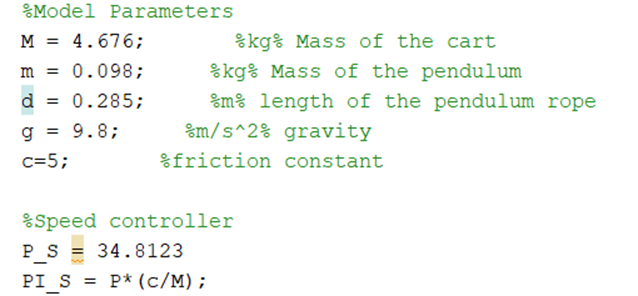 %Model Parameters
M = 4.676; %kg% Mass of the cart
m = 0.098; %kg% Mass of the pendulum
d = 0.285; %m% length of the pendulum rope
g = 9.8; %m/s^2% gravity
c=5; %friction constant
%Speed controller
P_S = 34.8123
PI_S = P*(c/M);